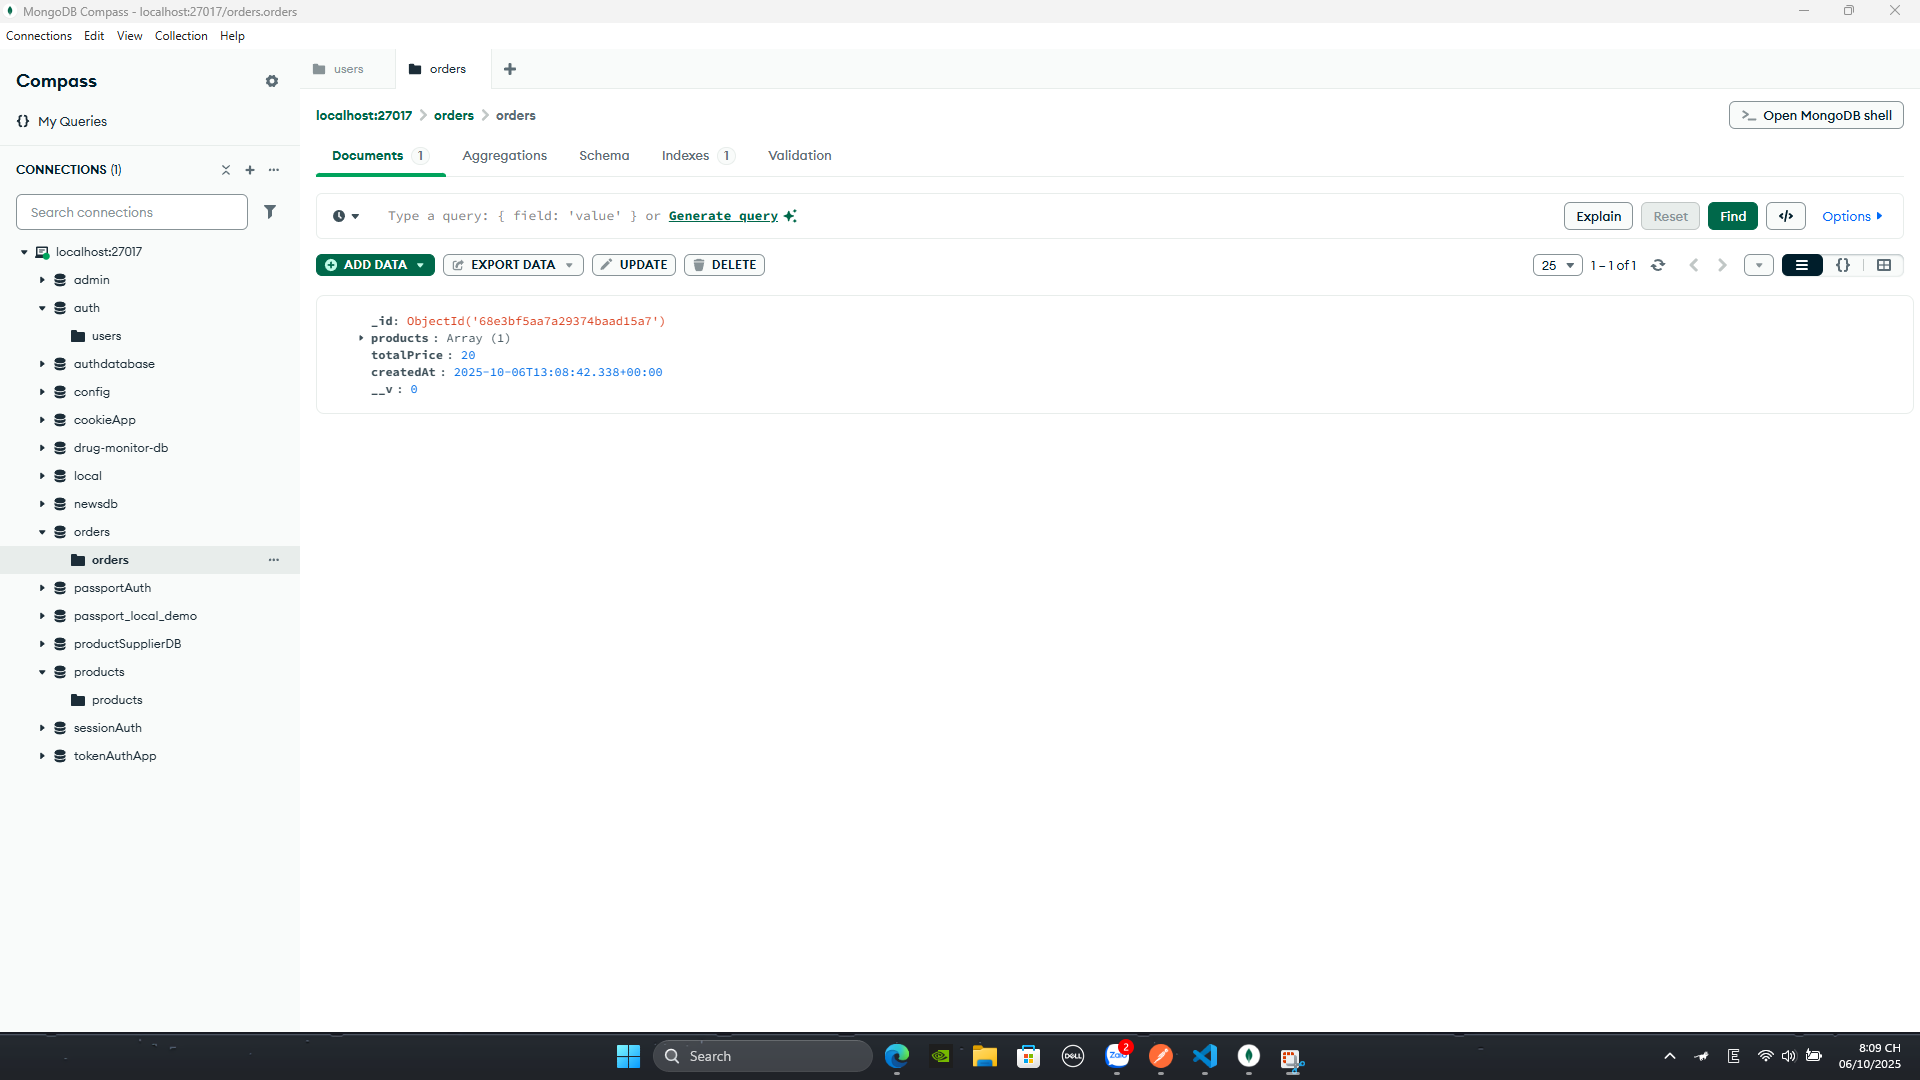 MongoDB Compass - localhost:27017/orders.orders
Connections Edit View Collection Help
Compass
My Queries
CONNECTIONS (1)
Search connections
localhost:27017
admin
auth
users
authdatabase
config
cookieApp
drug-monitor-db
local
newsdb
orders
orders
passportAuth
passport_local_demo
productSupplierDB
products
products
sessionAuth
tokenAuthApp
users
orders
localhost:27017 orders orders
Open MongoDB shell
Documents 1 Aggregations Schema Indexes 1 Validation
Type a query: { field: 'value' } or Generate query
Explain Reset Find </> Options
ADD DATA EXPORT DATA UPDATE DELETE
25 1 – 1 of 1 {}
_id: ObjectId('68e3bf5aa7a29374baad15a7')
products : Array (1)
totalPrice : 20
createdAt : 2025-10-06T13:08:42.338+00:00
__v : 0
Search
DELL
Zalo
2
E
8:09 CH
06/10/2025